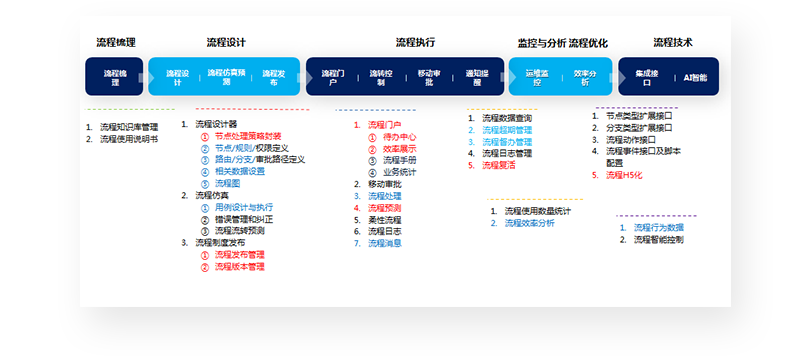 流程梳理
流程设计
流程执行
监控与分析 流程优化
流程技术
流程梳理
流程设计
流程仿真预测
流程发布
流程门户
流转控制
移动审批
通知提醒
运维监控
效率分析
集成接口
AI智能
1. 流程知识库管理
2. 流程使用说明书
1. 流程设计器
① 节点处理策略封装
② 节点/规则/权限定义
③ 路由/分支/审批路径定义
④ 相关数据设置
⑤ 流程图
2. 流程仿真
① 用例设计与执行
② 错误管理和纠正
③ 流程流转预测
3. 流程制度发布
① 流程发布管理
② 流程版本管理
1. 流程门户
① 待办中心
② 效率展示
③ 流程手册
④ 业务统计
2. 移动审批
3. 流程处理
4. 流程预测
5. 柔性流程
6. 流程日志
7. 流程消息
1. 流程数据查询
2. 流程超期管理
3. 流程督办管理
4. 流程日志管理
5. 流程复活
1. 流程使用数量统计
2. 流程效率分析
1. 节点类型扩展接口
2. 分支类型扩展接口
3. 流程动作接口
4. 流程事件接口及脚本
配置
5. 流程H5化
1. 流程行为数据
2. 流程智能控制